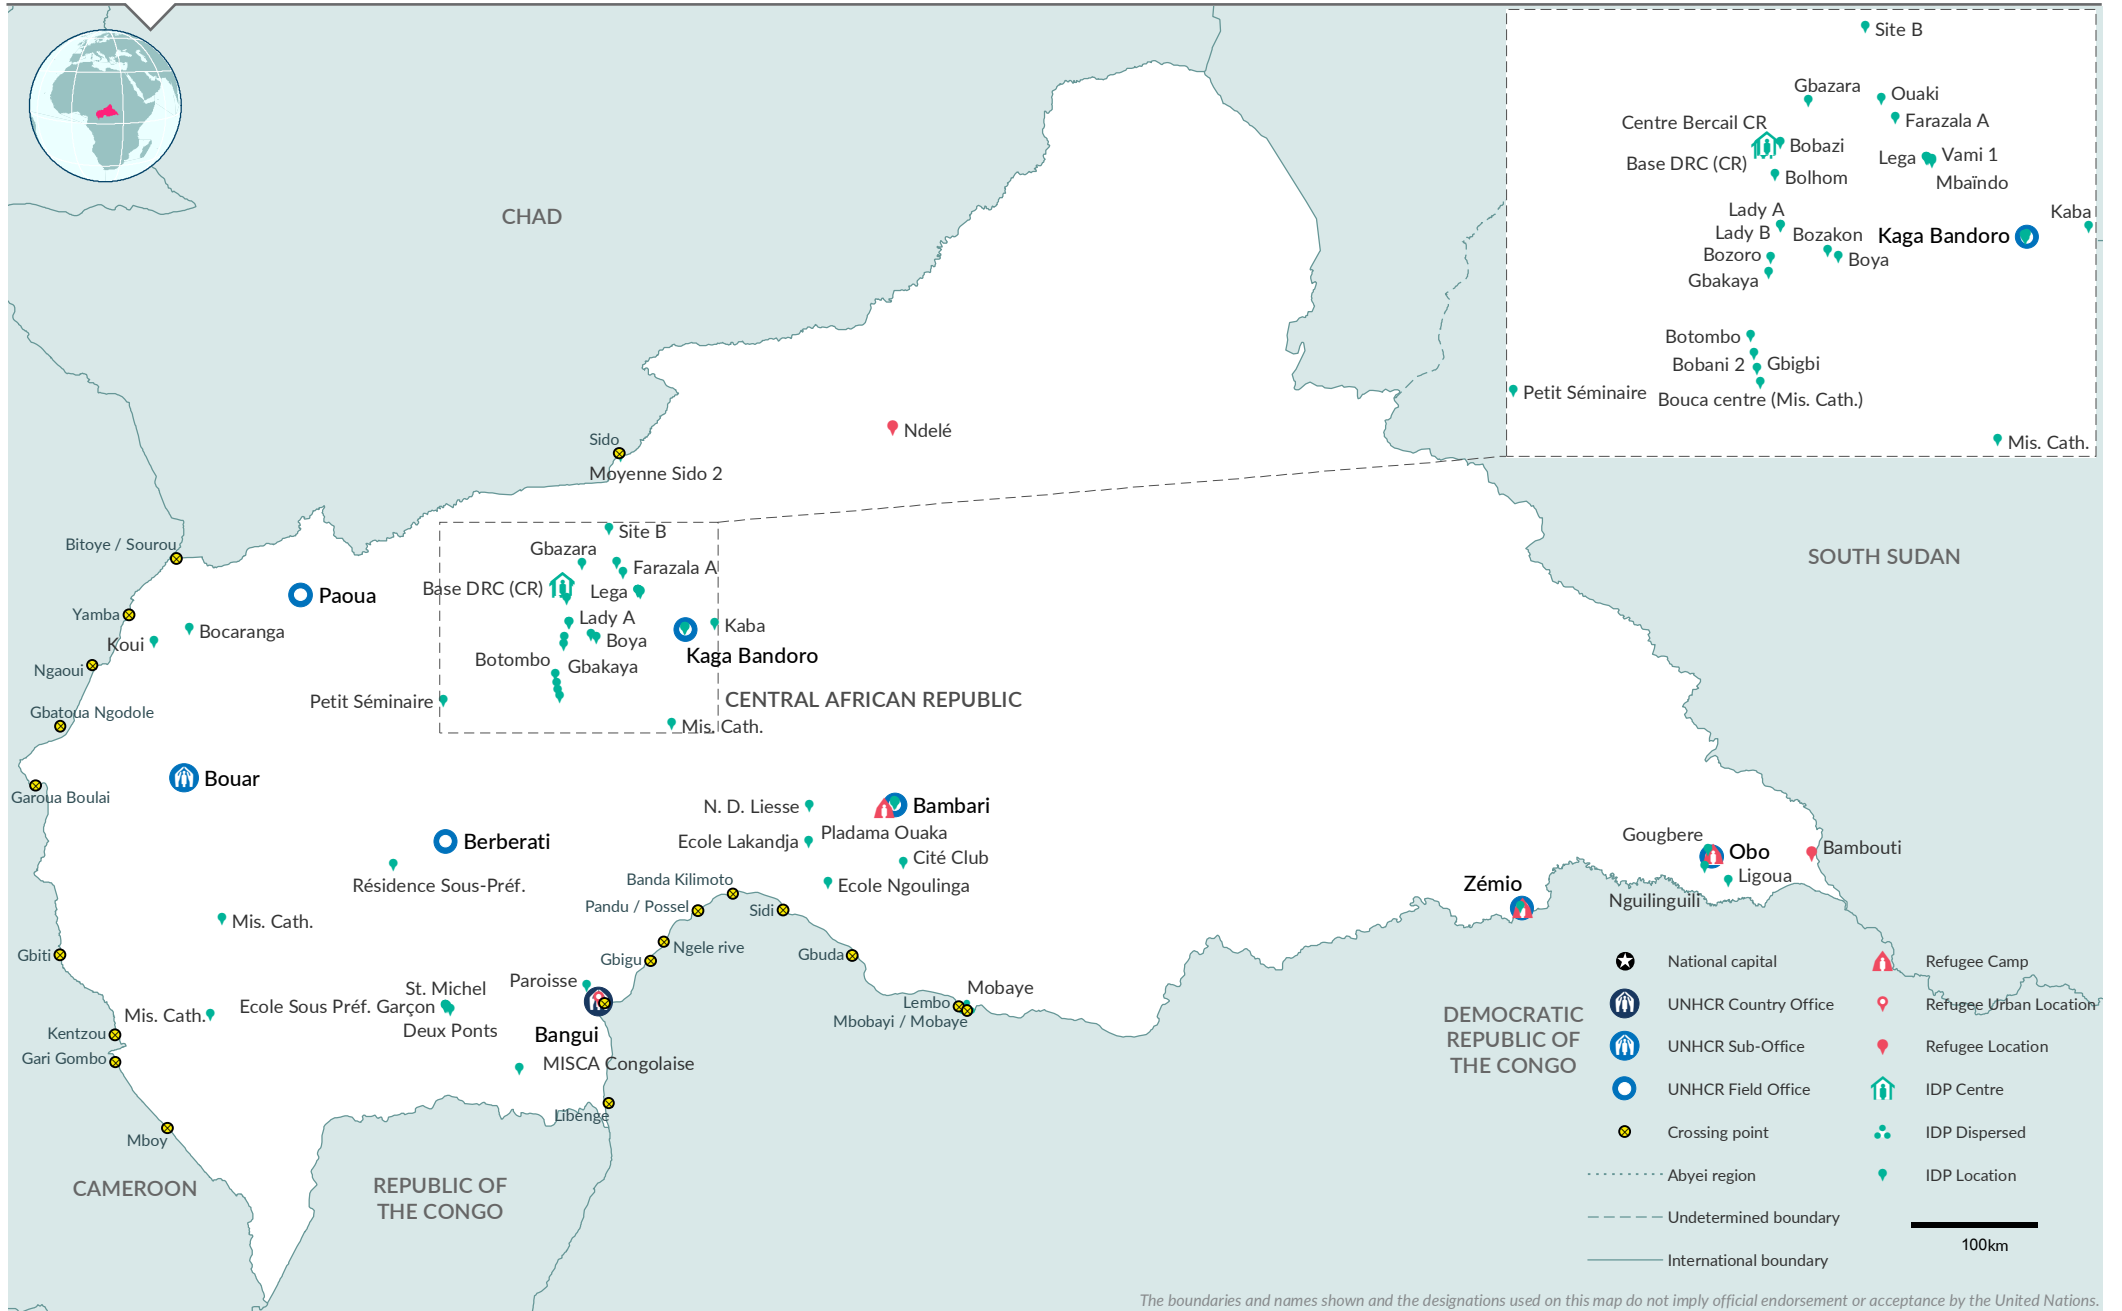 Site B
Gbazara
Ouaki
Farazala A
Centre Bercail CR
Bobazi
Base DRC (CR)
Lega
Vami 1
Mbaïndo
Bolhom
Lady A
Lady B
Kaba
Bozakon
Kaga Bandoro
Bozoro
Boya
Gbakaya
Botombo
Bobani 2
Gbigbi
Petit Séminaire
Bouca centre (Mis. Cath.)
Mis. Cath.
CHAD
Ndelé
Sido
Moyenne Sido 2
Site B
Bitoye / Sourou
Gbazara
Farazala A
SOUTH SUDAN
Base DRC (CR)
Lega
Paoua
Yamba
Lady A
Kaba
Bocaranga
Koui
Boya
Kaga Bandoro
Botombo
Gbakaya
Ngaoui
Petit Séminaire
CENTRAL AFRICAN REPUBLIC
Gbatoua Ngodole
Mis. Cath.
Bouar
Garoua Boulai
N. D. Liesse
Bambari
Pladama Ouaka
Gougbere
Berberati
Ecole Lakandja
Obo
Bambouti
Cité Club
Ligoua
Résidence Sous-Préf.
Banda Kilimoto
Ecole Ngoulinga
Zémio
Nguilinguili
Pandu / Possel
Sidi
Mis. Cath.
Ngele rive
Gbiti
Gbigu
Gbuda
Paroisse
St. Michel
Mobaye
Lembo
Ecole Sous Préf. Garçon
Mis. Cath.
Mbobayi / Mobaye
Deux Ponts
Bangui
Kentzou
Gari Gombo
MISCA Congolaise
Libenge
Mboy
DEMOCRATIC
REPUBLIC OF
THE CONGO
CAMEROON
REPUBLIC OF
THE CONGO
National capital
UNHCR Country Office
UNHCR Sub-Office
UNHCR Field Office
Crossing point
Abyei region
Undetermined boundary
International boundary
Refugee Camp
Refugee Urban Location
Refugee Location
IDP Centre
IDP Dispersed
IDP Location
100km
The boundaries and names shown and the designations used on this map do not imply official endorsement or acceptance by the United Nations.